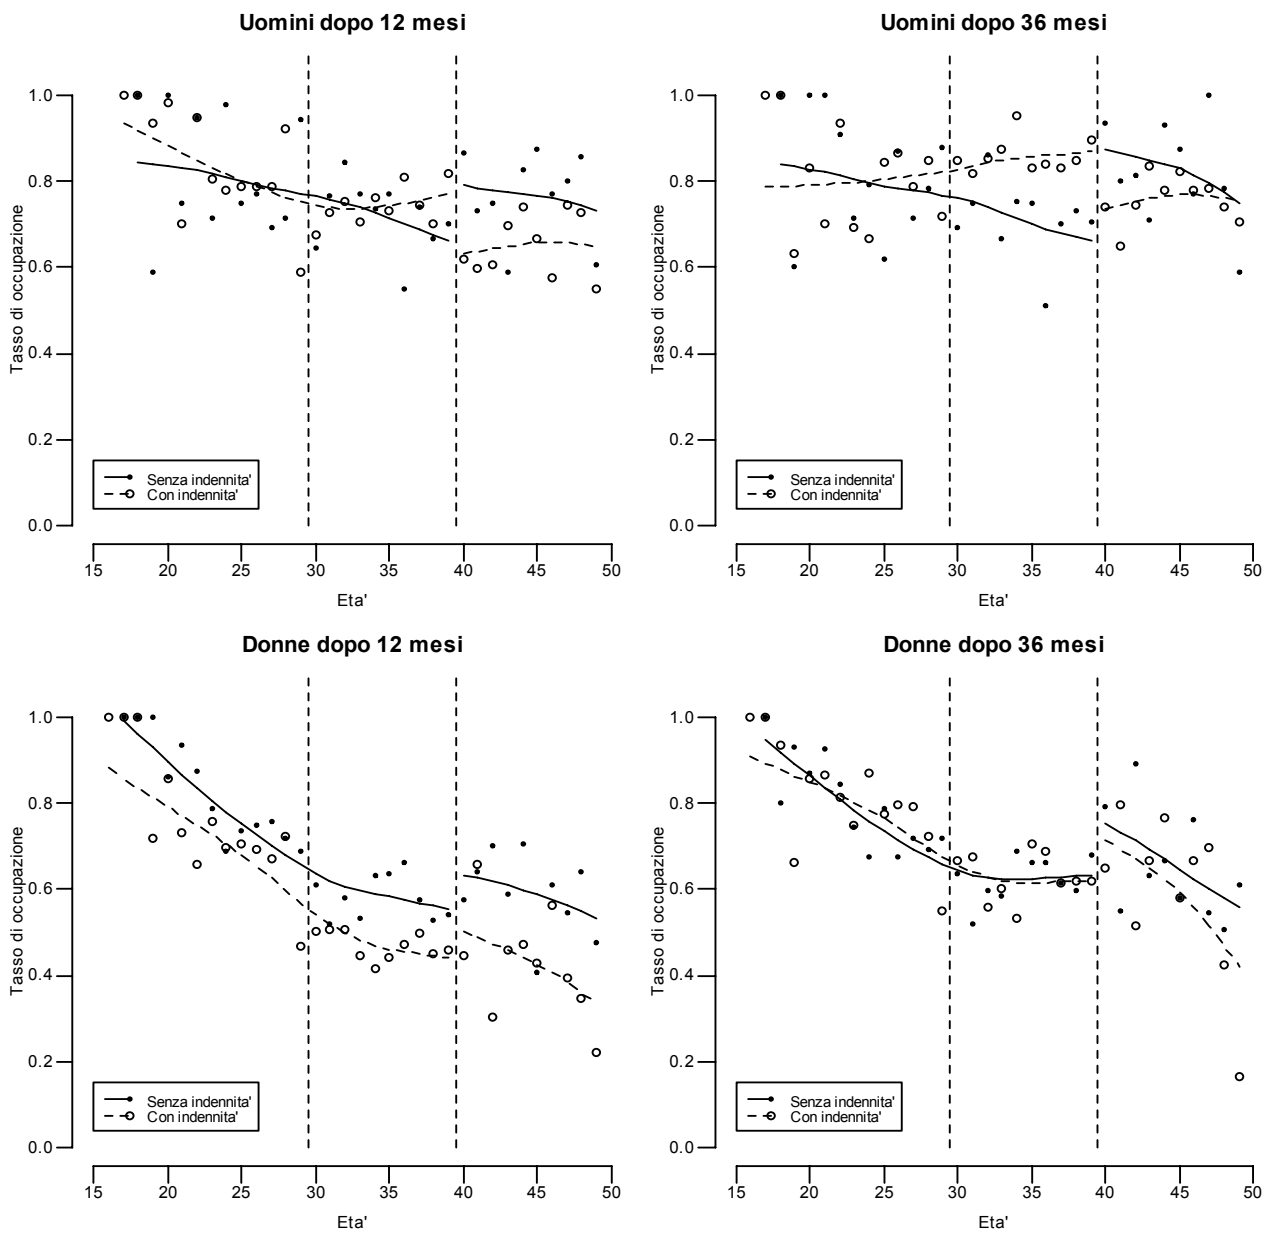 Uomini dopo 12 mesi
Tasso di occupazione
1.0
0.8
0.6
0.4
0.2
0.0
Senza indennita'
Con indennita'
15 20 25 30 35 40 45 50
Eta'
Uomini dopo 36 mesi
Tasso di occupazione
1.0
0.8
0.6
0.4
0.2
0.0
Senza indennita'
Con indennita'
15 20 25 30 35 40 45 50
Eta'
Donne dopo 12 mesi
Tasso di occupazione
1.0
0.8
0.6
0.4
0.2
0.0
Senza indennita'
Con indennita'
15 20 25 30 35 40 45 50
Eta'
Donne dopo 36 mesi
Tasso di occupazione
1.0
0.8
0.6
0.4
0.2
0.0
Senza indennita'
Con indennita'
15 20 25 30 35 40 45 50
Eta'